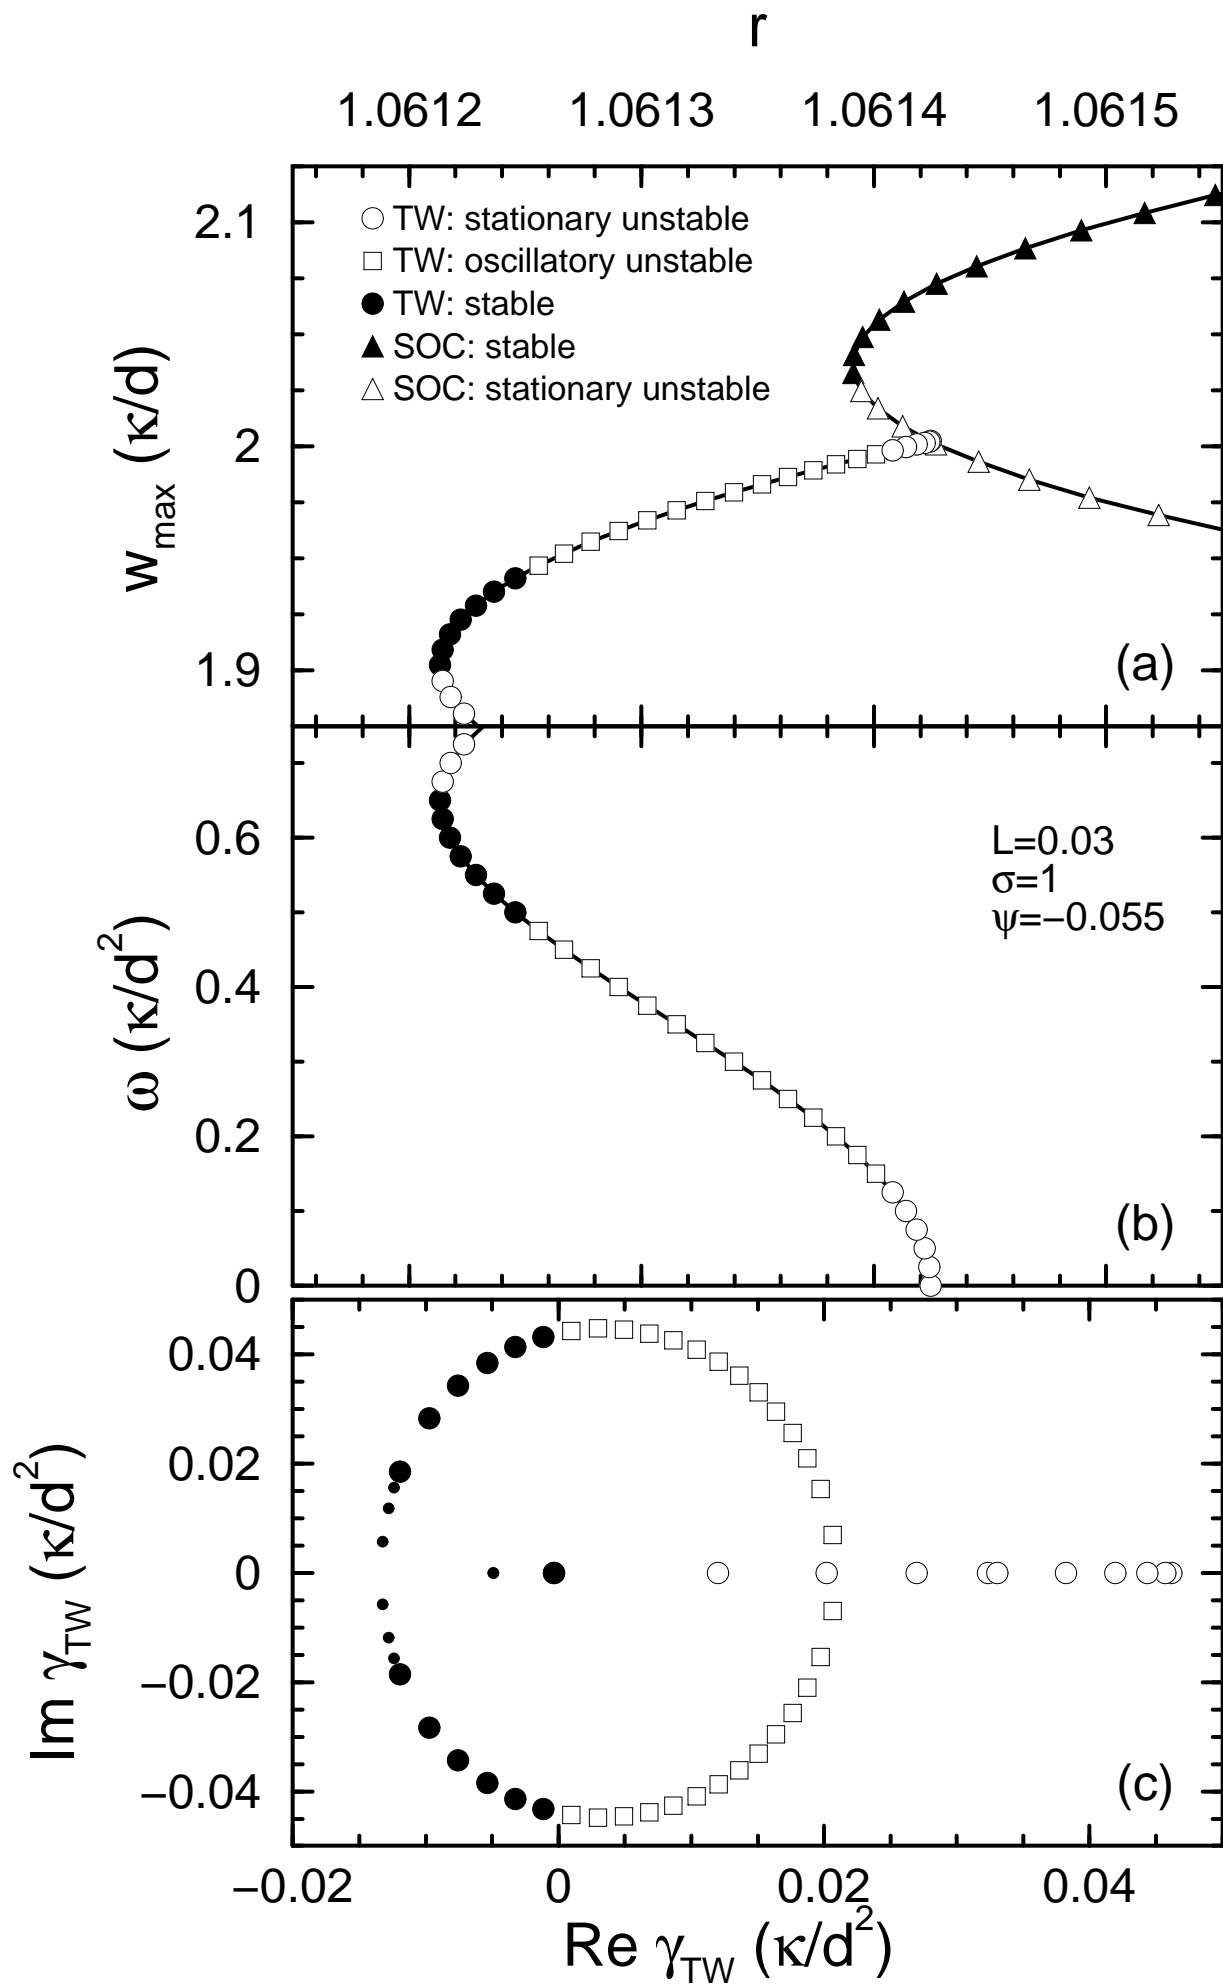 r
1.0612 1.0613 1.0614 1.0615
TW: stationary unstable
TW: oscillatory unstable
TW: stable
SOC: stable
SOC: stationary unstable
2.1
2
1.9
w_max (κ/d)
(a)
L=0.03
σ=1
ψ=−0.055
0.6
0.4
0.2
0
ω (κ/d²)
(b)
0.04
0.02
0
−0.02
−0.04
Im γ_TW (κ/d²)
(c)
−0.02 0 0.02 0.04
Re γ_TW (κ/d²)